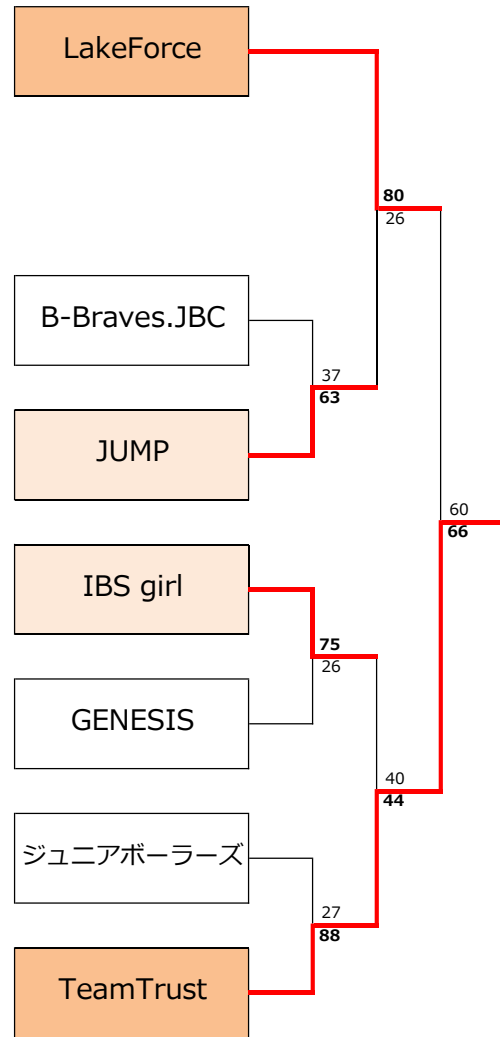 LakeForce
80
26
B-Braves.JBC
37
63
JUMP
60
66
IBS girl
75
26
GENESIS
40
44
ジュニアボーラーズ
27
88
TeamTrust